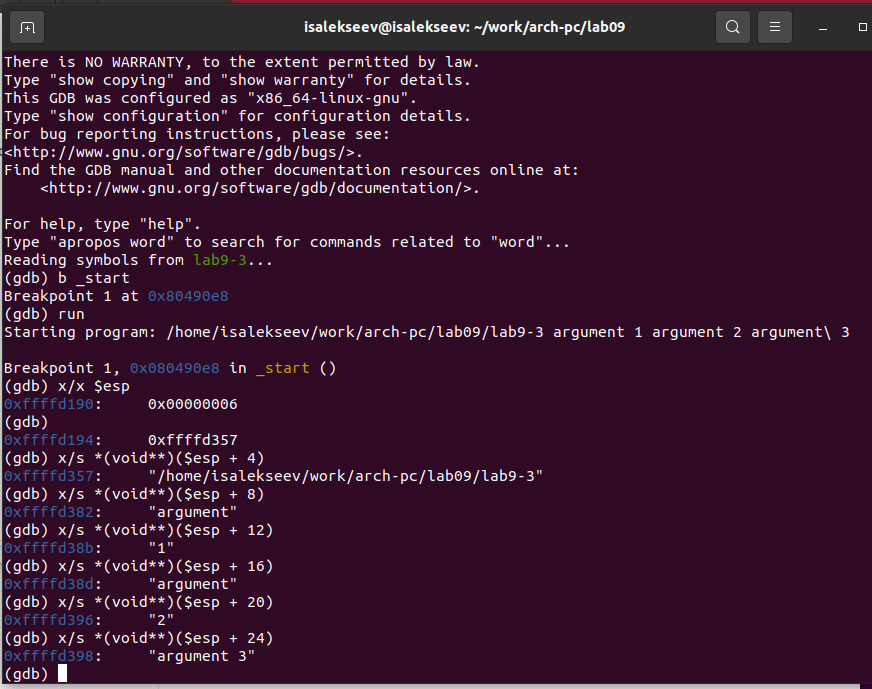 isalekseev@isalekseev: ~/work/arch-pc/lab09
There is NO WARRANTY, to the extent permitted by law.
Type "show copying" and "show warranty" for details.
This GDB was configured as "x86_64-linux-gnu".
Type "show configuration" for configuration details.
For bug reporting instructions, please see:
<http://www.gnu.org/software/gdb/bugs/>.
Find the GDB manual and other documentation resources online at:
    <http://www.gnu.org/software/gdb/documentation/>.

For help, type "help".
Type "apropos word" to search for commands related to "word"...
Reading symbols from lab9-3...
(gdb) b _start
Breakpoint 1 at 0x80490e8
(gdb) run
Starting program: /home/isalekseev/work/arch-pc/lab09/lab9-3 argument 1 argument 2 argument\ 3

Breakpoint 1, 0x080490e8 in _start ()
(gdb) x/x $esp
0xffffd190:     0x00000006
(gdb)
0xffffd194:     0xffffd357
(gdb) x/s *(void**)($esp + 4)
0xffffd357:     "/home/isalekseev/work/arch-pc/lab09/lab9-3"
(gdb) x/s *(void**)($esp + 8)
0xffffd382:     "argument"
(gdb) x/s *(void**)($esp + 12)
0xffffd38b:     "1"
(gdb) x/s *(void**)($esp + 16)
0xffffd38d:     "argument"
(gdb) x/s *(void**)($esp + 20)
0xffffd396:     "2"
(gdb) x/s *(void**)($esp + 24)
0xffffd398:     "argument 3"
(gdb)